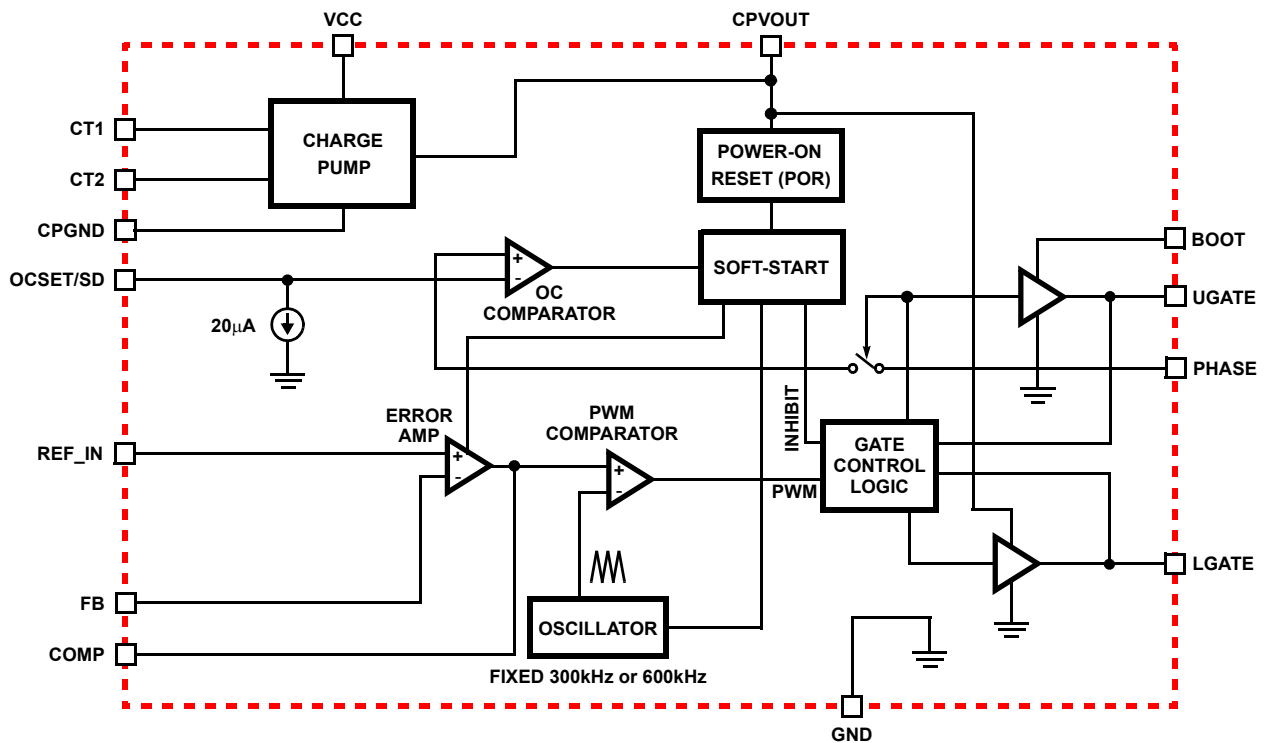 VCC
CPVOUT
CT1
CHARGE
PUMP
CT2
POWER-ON
RESET (POR)
CPGND
BOOT
OCSET/SD
+
-
OC
COMPARATOR
SOFT-START
UGATE
20µA
PHASE
ERROR
AMP
PWM
COMPARATOR
INHIBIT
REF_IN
+
-
+
-
PWM
GATE
CONTROL
LOGIC
LGATE
FB
OSCILLATOR
COMP
FIXED 300kHz or 600kHz
GND